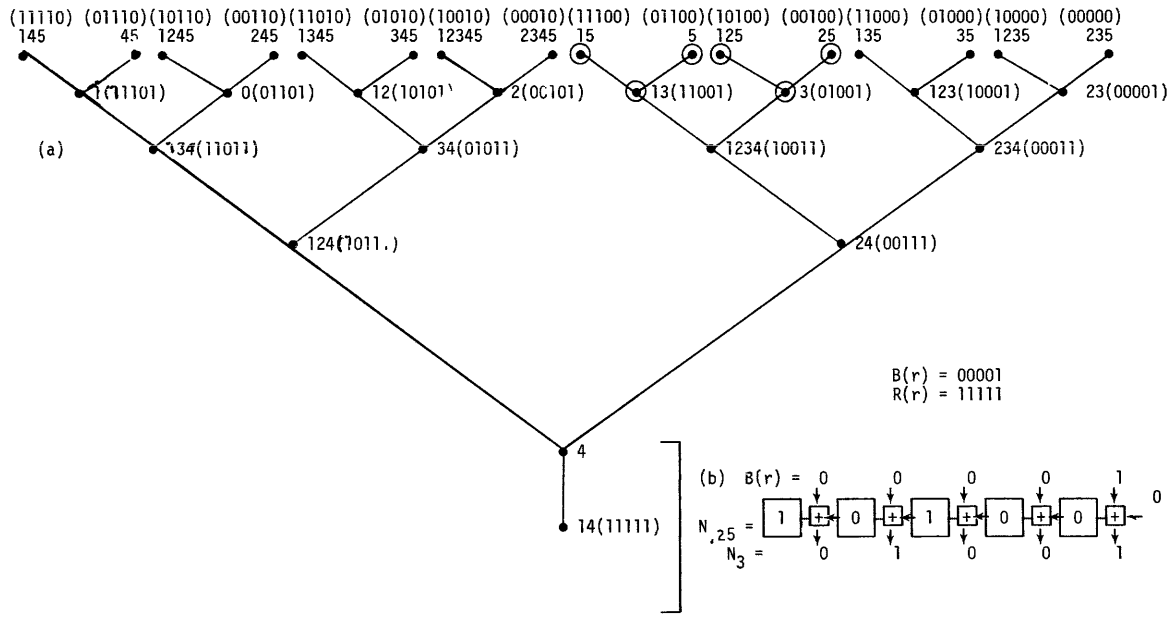 (11110) (01110)(10110) (00110)(11010) (01010)(10010) (00010)(11100) (01100)(10100) (00100)(11000) (01000)(10000) (00000)
145 45 1245 245 1345 345 12345 2345 15 5 125 25 135 35 1235 235
0(01101) 2(00101) 13(11001) 3(01001) 123(10001) 23(00001)
(a) 34(01011) 1234(10011) 234(00011)
24(00111)
B(r) = 00001
R(r) = 11111
4
(b) B(r) = 0 0 0 0 1
0
N.25 = 1 + 0 + 1 + 0 + 0 +
14(11111)
N3 = 0 1 0 0 1